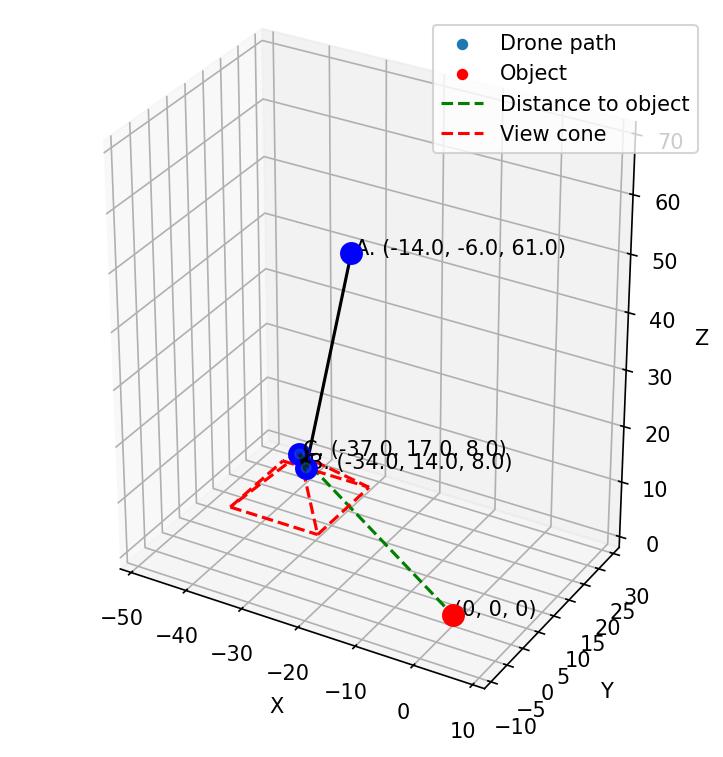 Drone path
Object
Distance to object
View cone
70
60
50
40
30
20
10
0
Z
A. (-14.0, -6.0, 61.0)
C. (-37.0, 17.0, 8.0)
B. (-34.0, 14.0, 8.0)
(0, 0, 0)
−50
−40
−30
−20
−10
0
10
X
−10
−5
0
5
10
15
20
25
30
Y